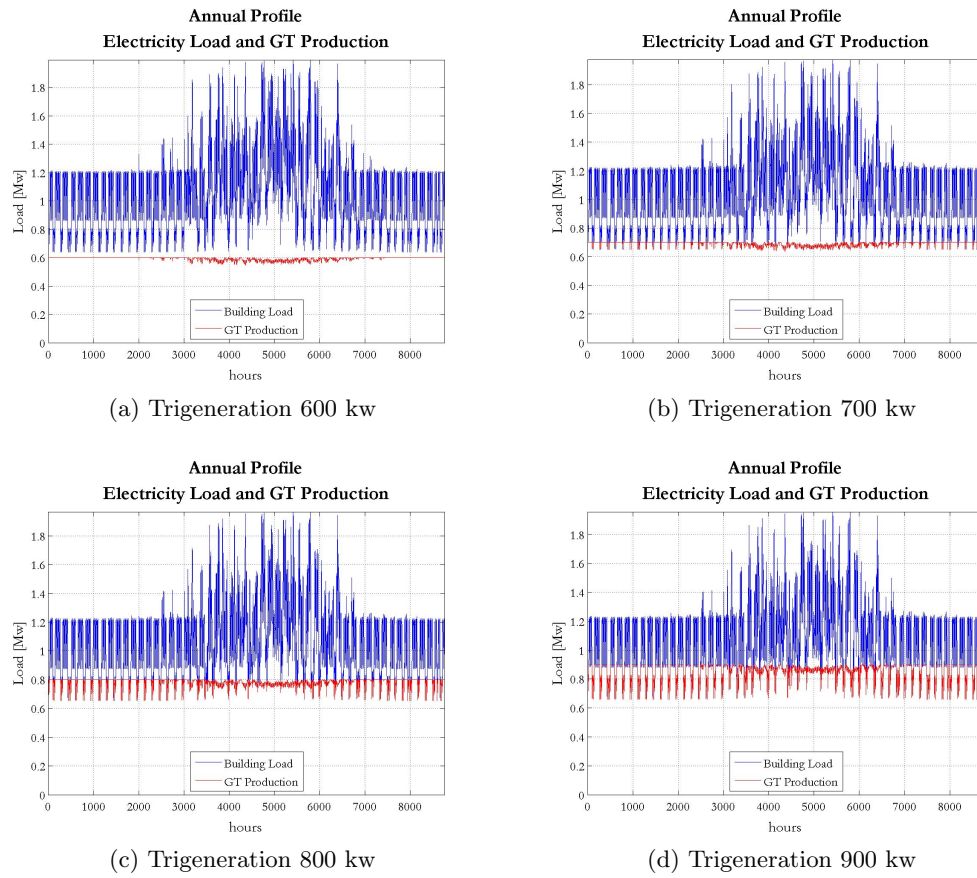 Annual Profile
Electricity Load and GT Production
Load [Mw]
1.8
1.6
1.4
1.2
1
0.8
0.6
0.4
0.2
0
Building Load
GT Production
0 1000 2000 3000 4000 5000 6000 7000 8000
hours
(a) Trigeneration 600 kw
Annual Profile
Electricity Load and GT Production
Load [Mw]
1.8
1.6
1.4
1.2
1
0.8
0.6
0.4
0.2
0
Building Load
GT Production
0 1000 2000 3000 4000 5000 6000 7000 8000
hours
(b) Trigeneration 700 kw
Annual Profile
Electricity Load and GT Production
Load [Mw]
1.8
1.6
1.4
1.2
1
0.8
0.6
0.4
0.2
0
Building Load
GT Production
0 1000 2000 3000 4000 5000 6000 7000 8000
hours
(c) Trigeneration 800 kw
Annual Profile
Electricity Load and GT Production
Load [Mw]
1.8
1.6
1.4
1.2
1
0.8
0.6
0.4
0.2
0
Building Load
GT Production
0 1000 2000 3000 4000 5000 6000 7000 8000
hours
(d) Trigeneration 900 kw